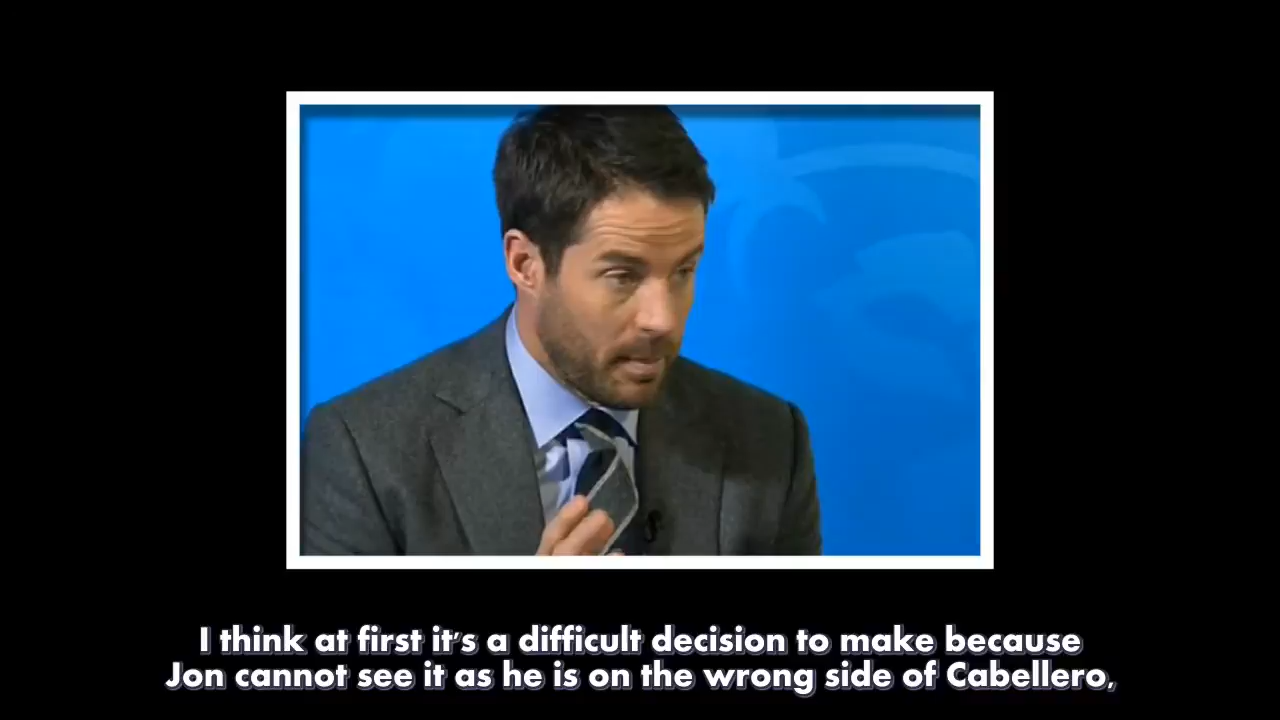 I think at first it's a difficult decision to make because
Jon cannot see it as he is on the wrong side of Cabellero,